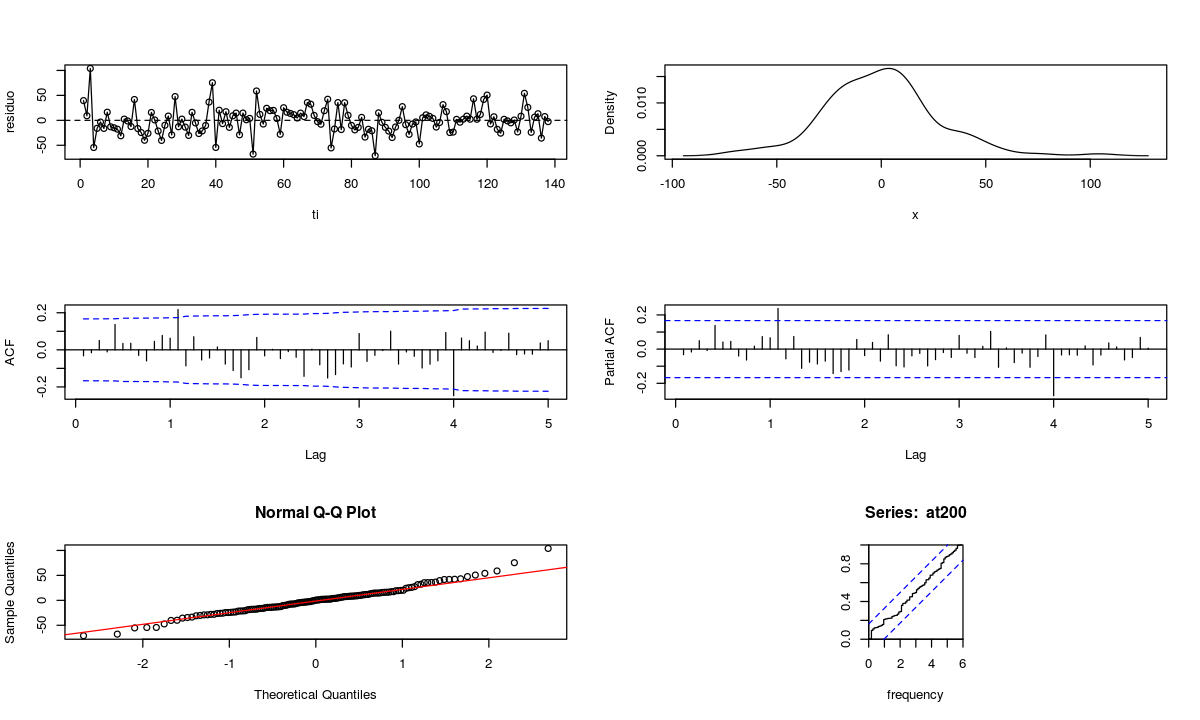 residuo
50
0
-50
0 20 40 60 80 100 120 140
ti
Density
0.010
0.000
-100 -50 0 50 100
x
ACF
0.2
0.0
-0.2
0 1 2 3 4 5
Lag
Partial ACF
0.2
0.0
-0.2
0 1 2 3 4 5
Lag
Normal Q-Q Plot
Sample Quantiles
50
0
-50
-2 -1 0 1 2
Theoretical Quantiles
Series: at200
0.8
0.4
0.0
0 2 4 6
frequency